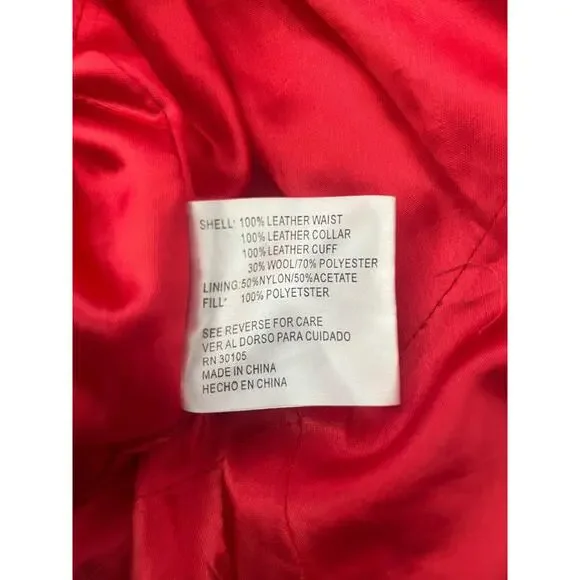 SHELL' 100% LEATHER WAIST
100% LEATHER COLLAR
100% LEATHER CUFF
30% WOOL/70% POLYESTER
LINING:50%NYLON/50%ACETATE
FILL' 100% POLYETSTER
SEE REVERSE FOR CARE
VER AL DORSO PARA CUIDADO
RN 30105
MADE IN CHINA
HECHO EN CHINA